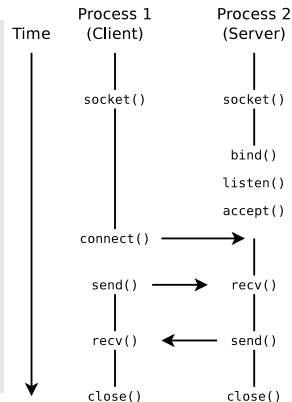 Process 1 Process 2
Time (Client) (Server)
socket() socket()
bind()
listen()
accept()
connect()
send() recv()
recv() send()
close() close()